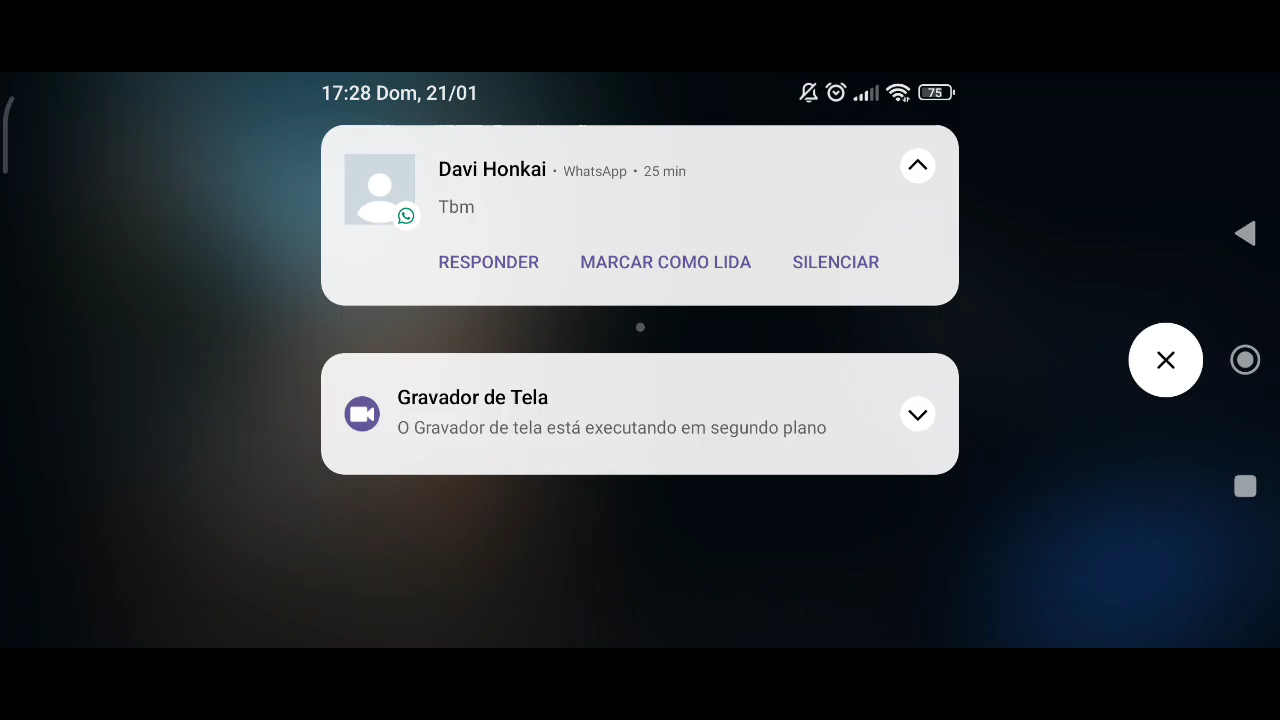 17:28 Dom, 21/01
75
Davi Honkai · WhatsApp · 25 min
Tbm
RESPONDER MARCAR COMO LIDA SILENCIAR
Gravador de Tela
O Gravador de tela está executando em segundo plano